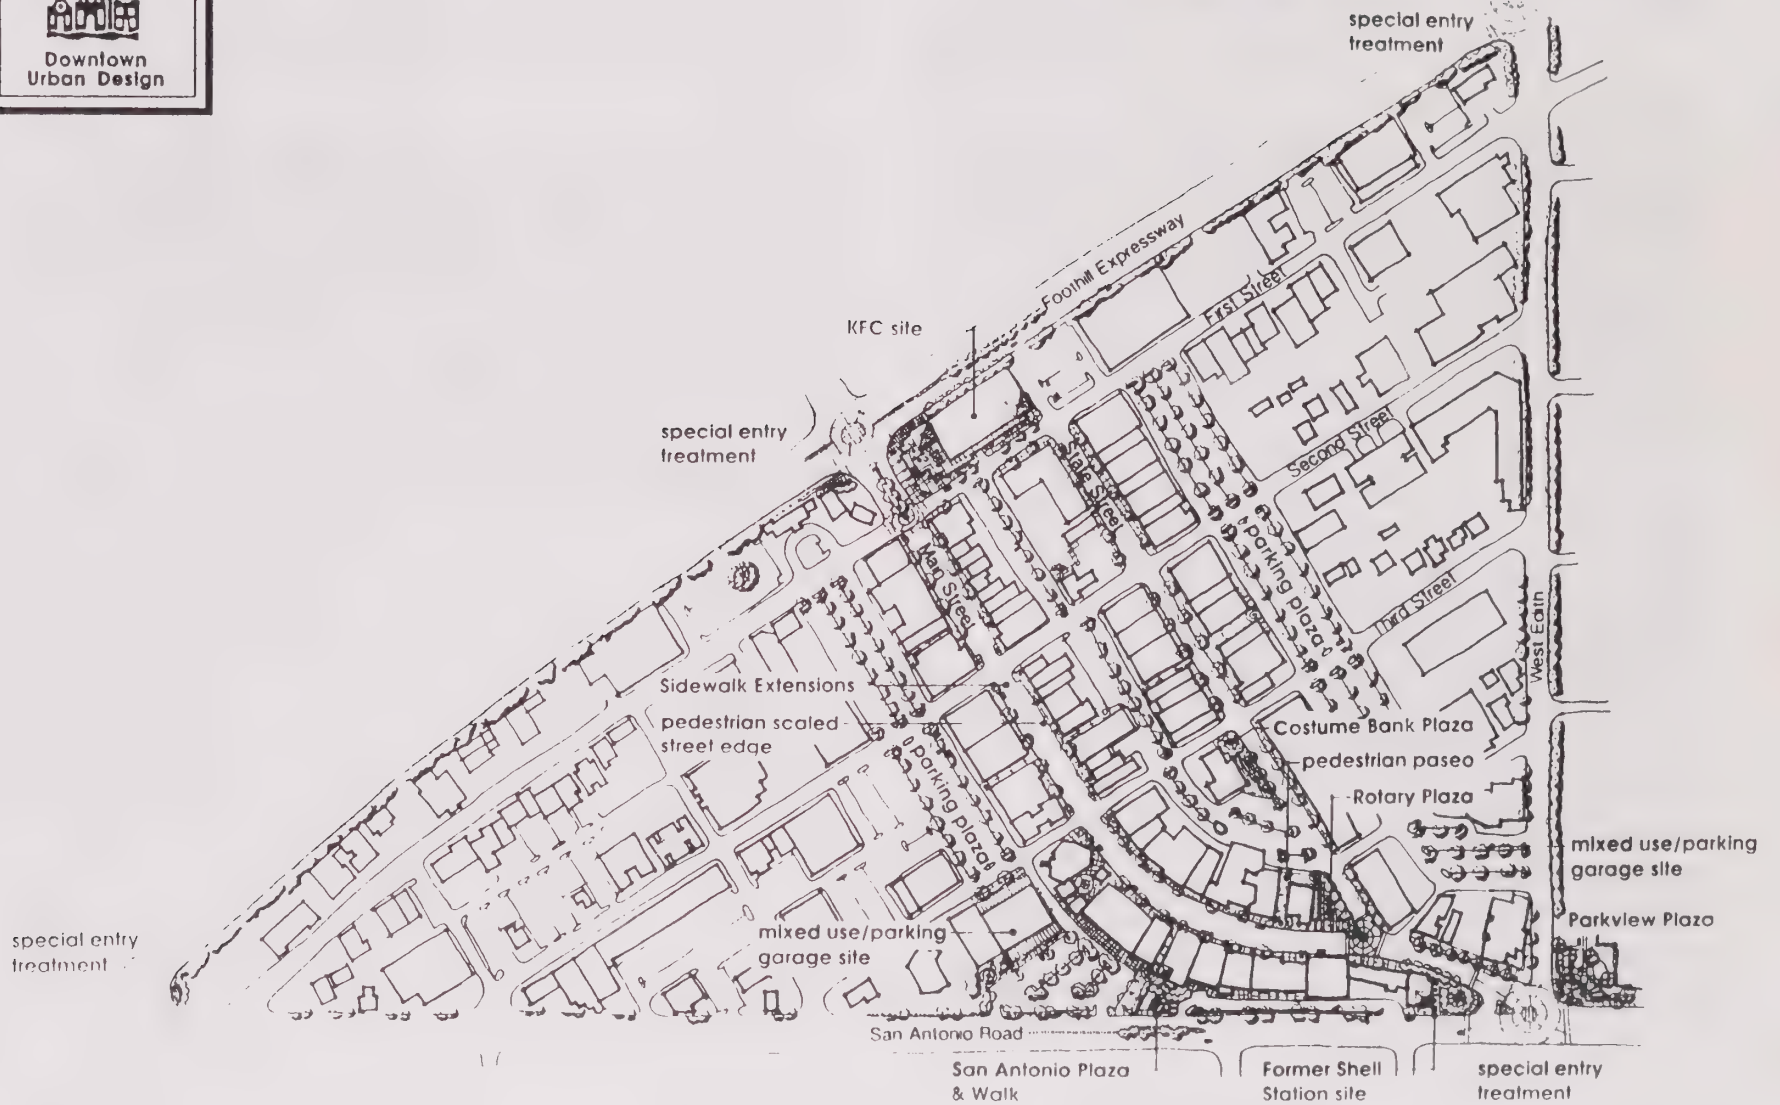 Downtown
Urban Design
special entry
treatment
Foothill Expressway
First Street
KFC site
special entry
treatment
State Street
Second Street
Main Street
parking plaza
Third Street
West Edith
Sidewalk Extensions
pedestrian scaled
street edge
Costume Bank Plaza
pedestrian paseo
Rotary Plaza
parking plaza
mixed use/parking
garage site
Parkview Plaza
special entry
treatment
mixed use/parking
garage site
San Antonio Road
San Antonio Plaza
& Walk
Former Shell
Station site
special entry
treatment